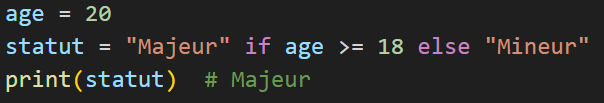 age = 20
statut = "Majeur" if age >= 18 else "Mineur"
print(statut)  # Majeur